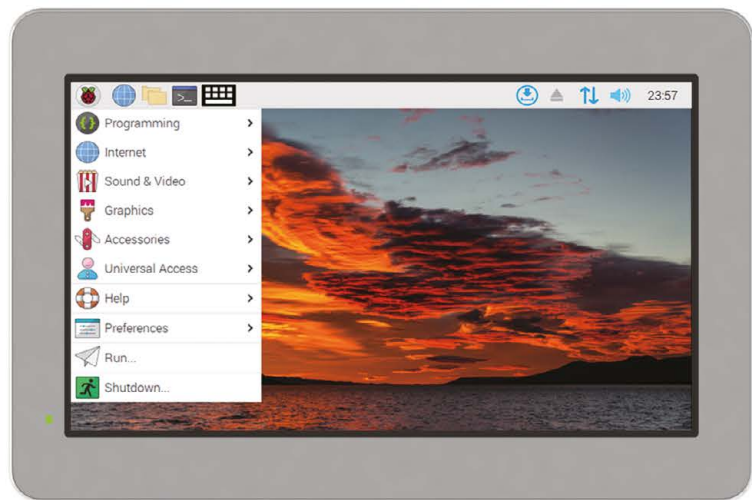 23:57
Programming
Internet
Sound & Video
Graphics
Accessories
Universal Access
Help
Preferences
Run...
Shutdown...